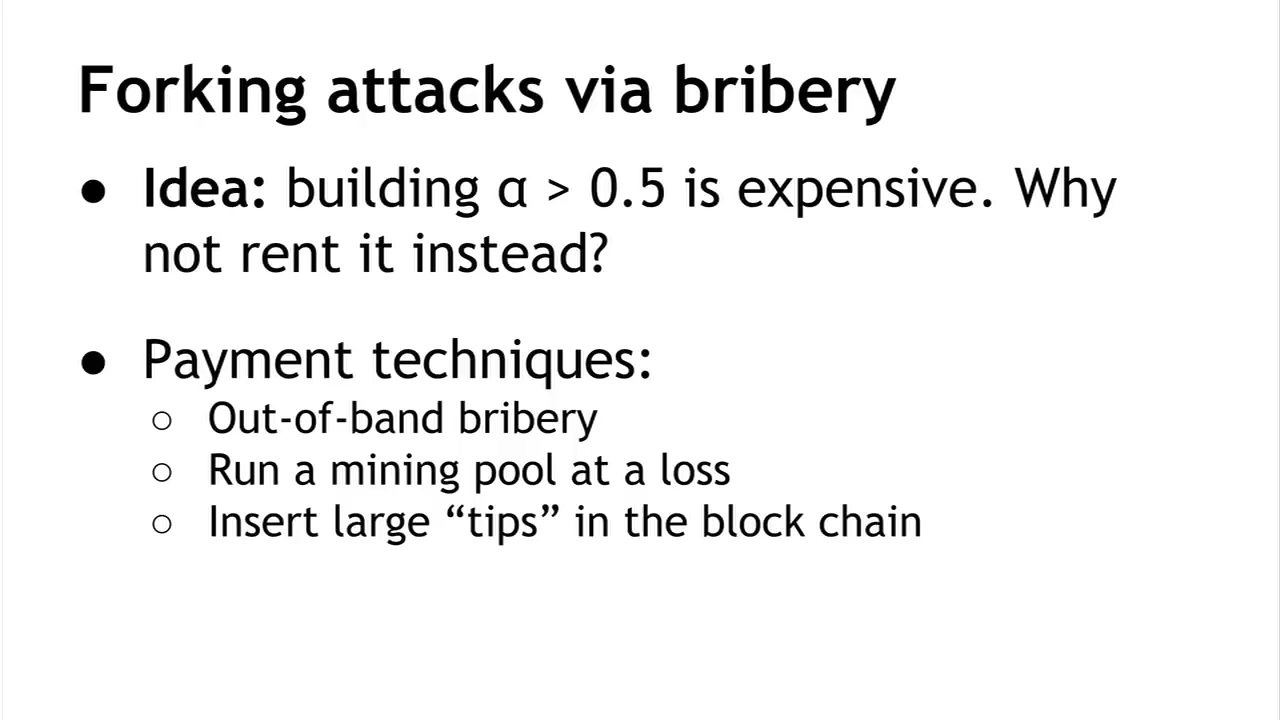 Forking attacks via bribery
● Idea: building α > 0.5 is expensive. Why
not rent it instead?
● Payment techniques:
○ Out-of-band bribery
○ Run a mining pool at a loss
○ Insert large “tips” in the block chain